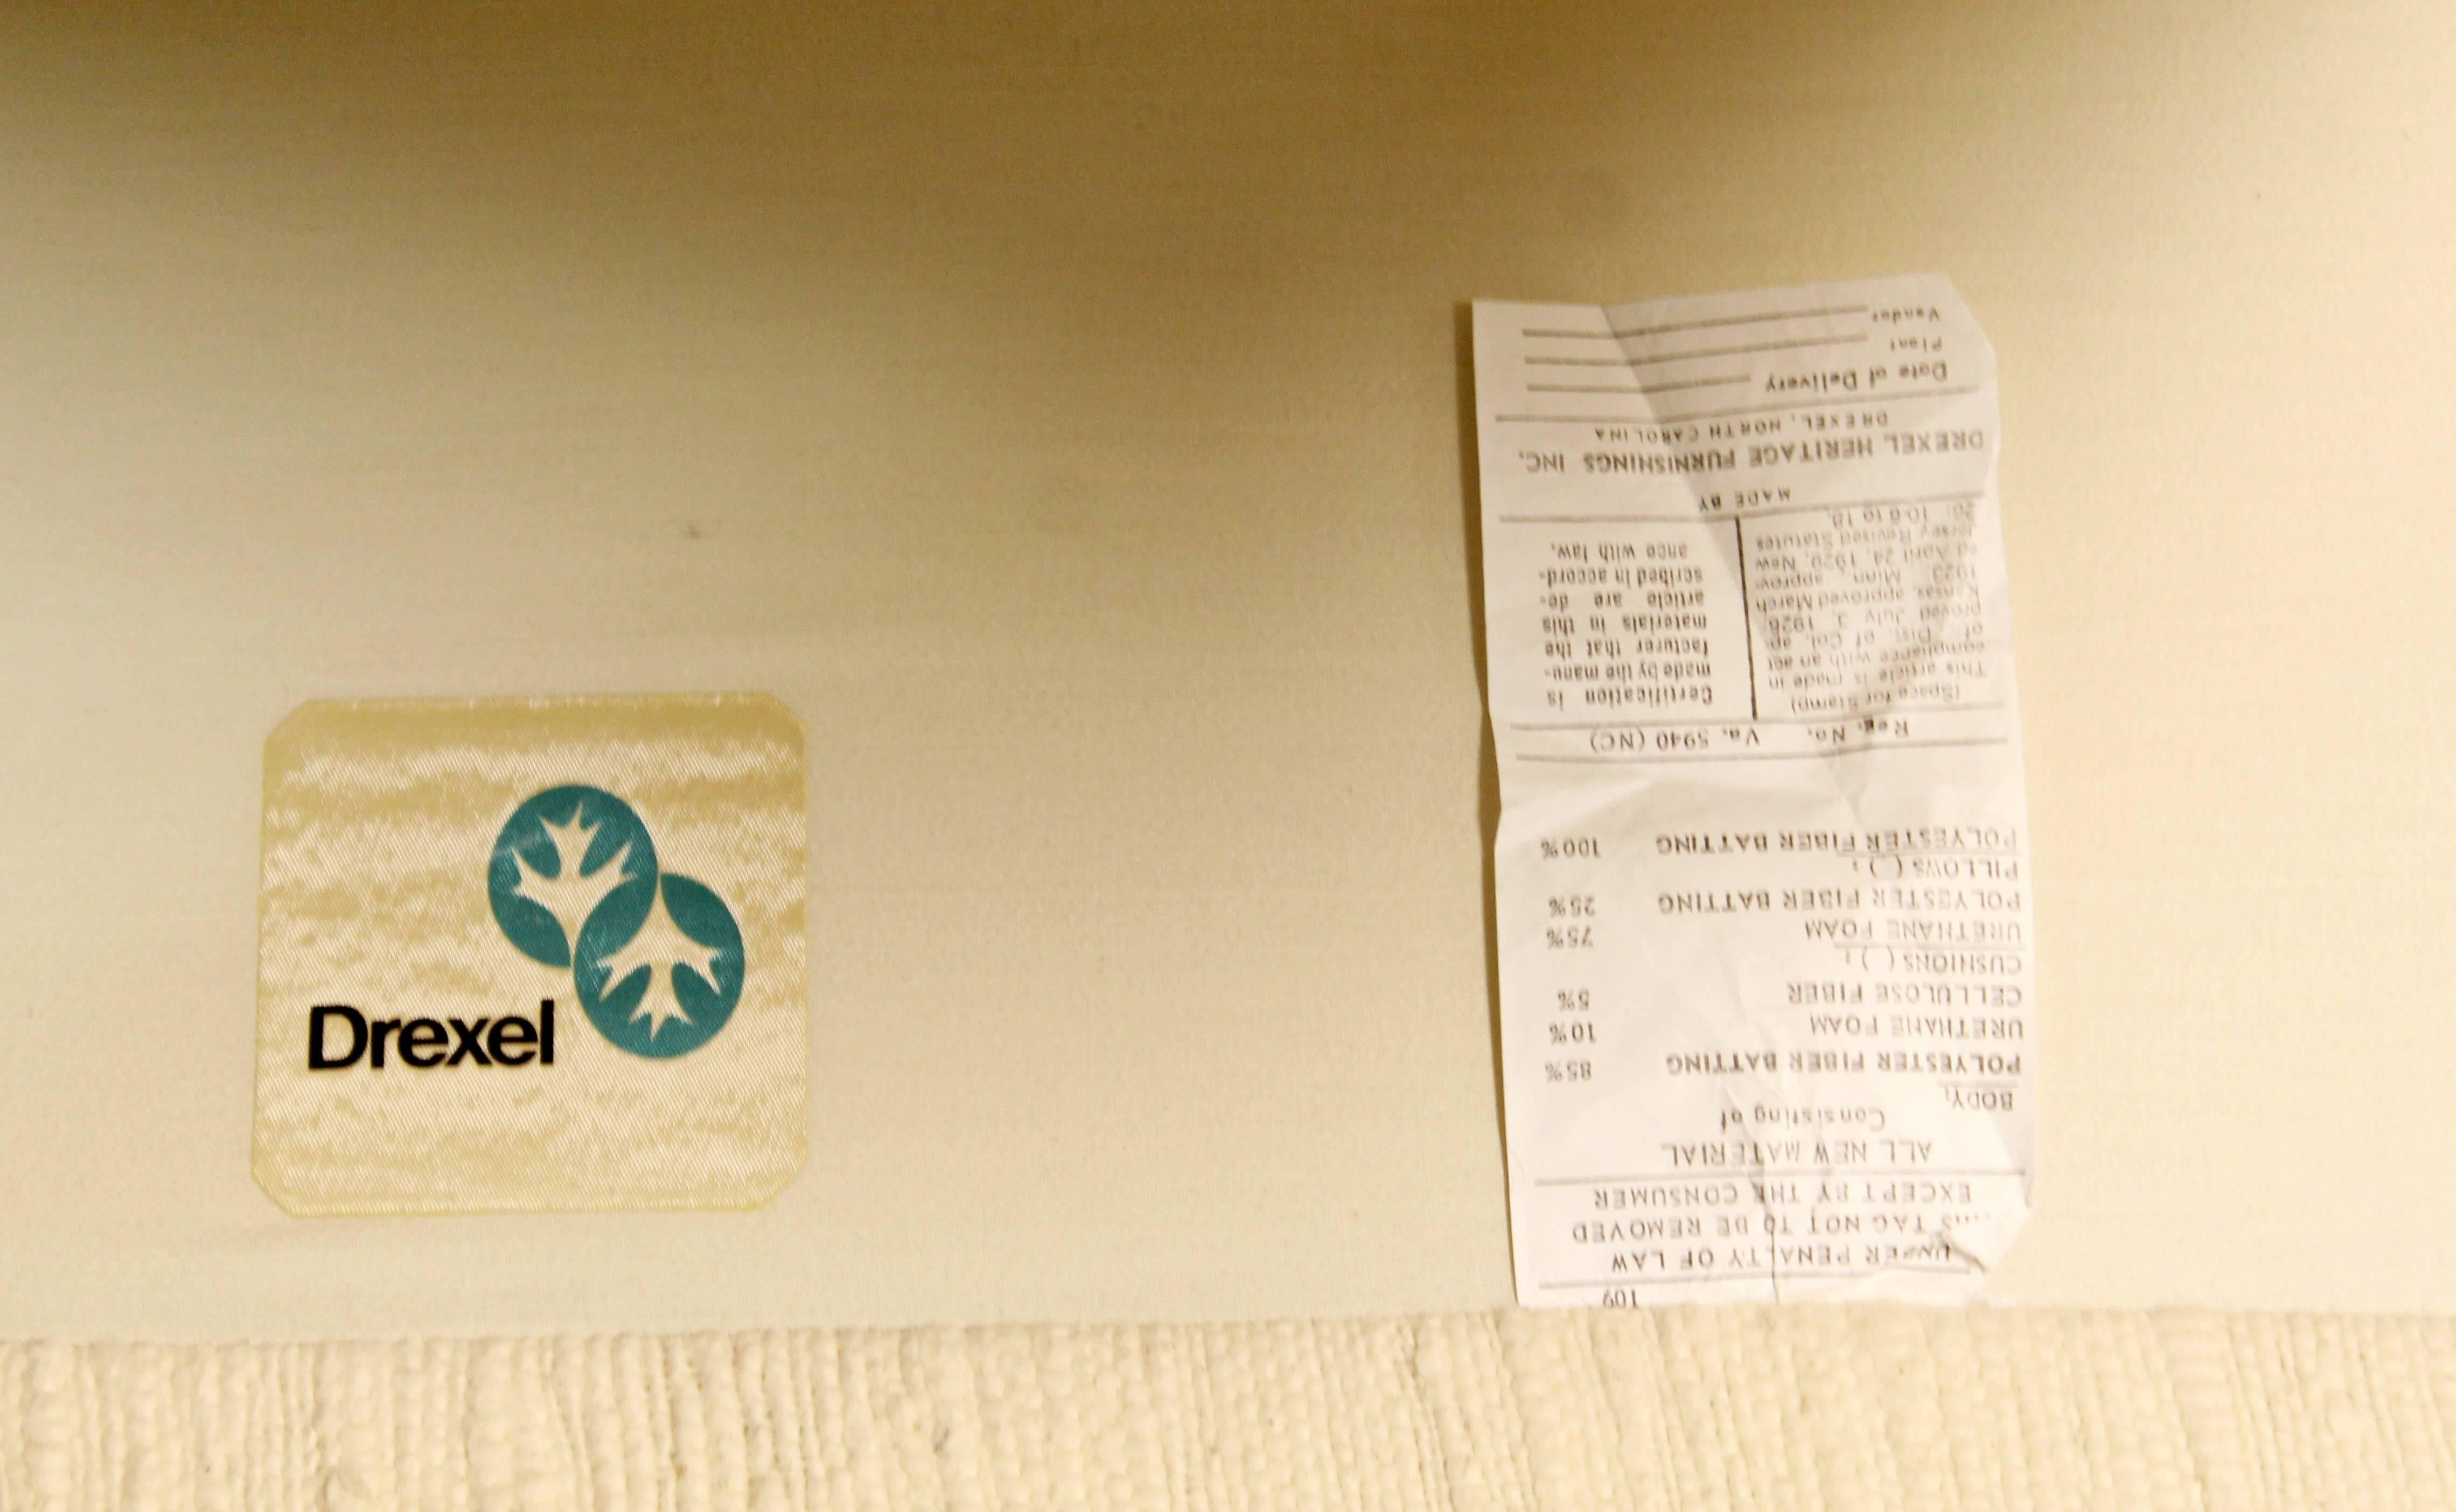 Drexel
109
UNDER PENALTY OF LAW
TAG NOT TO BE REMOVED
EXCEPT BY THE CONSUMER
ALL NEW MATERIAL
Consisting of
BODY:
POLYESTER FIBER BATTING 85%
URETHANE FOAM 10%
CELLULOSE FIBER 5%
CUSHIONS ( ):
URETHANE FOAM 75%
POLYESTER FIBER BATTING 25%
PILLOWS ( ):
POLYESTER FIBER BATTING 100%
Reg. No. Va. 5940 (NC)
(Space for Stamp)
This article is made in
compliance with an act
of Dist. of Col. ap-
proved July 3, 1926;
Kansas, approved March
1923; Minn., approv-
ed April 24, 1929; New
Jersey Revised Statutes
26: 10-6 to 18.
Certification is
made by the manu-
facturer that the
materials in this
article are de-
scribed in accord-
ance with law.
MADE BY
DREXEL HERITAGE FURNISHINGS INC.
DREXEL, NORTH CAROLINA
Date of Delivery
Plant
Vendor